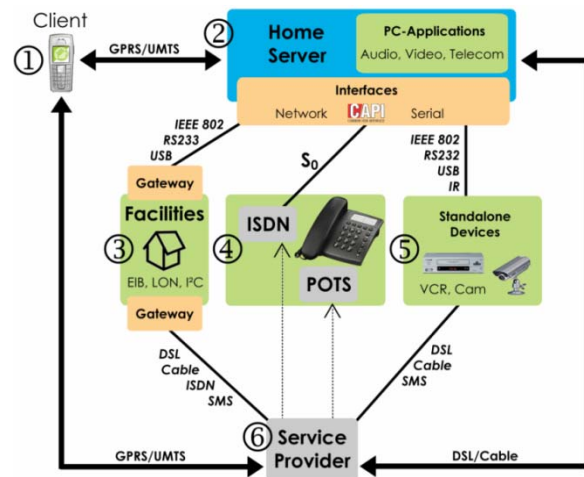 Client
①
GPRS/UMTS
②
Home
Server
PC-Applications
Audio, Video, Telecom
Interfaces
Network
CAPI
Serial
IEEE 802
RS233
USB
S₀
IEEE 802
RS232
USB
IR
Gateway
Facilities
③
EIB, LON, I²C
Gateway
④
ISDN
POTS
Standalone
Devices
⑤
VCR, Cam
DSL
Cable
ISDN
SMS
DSL
Cable
SMS
⑥
Service
Provider
GPRS/UMTS
DSL/Cable